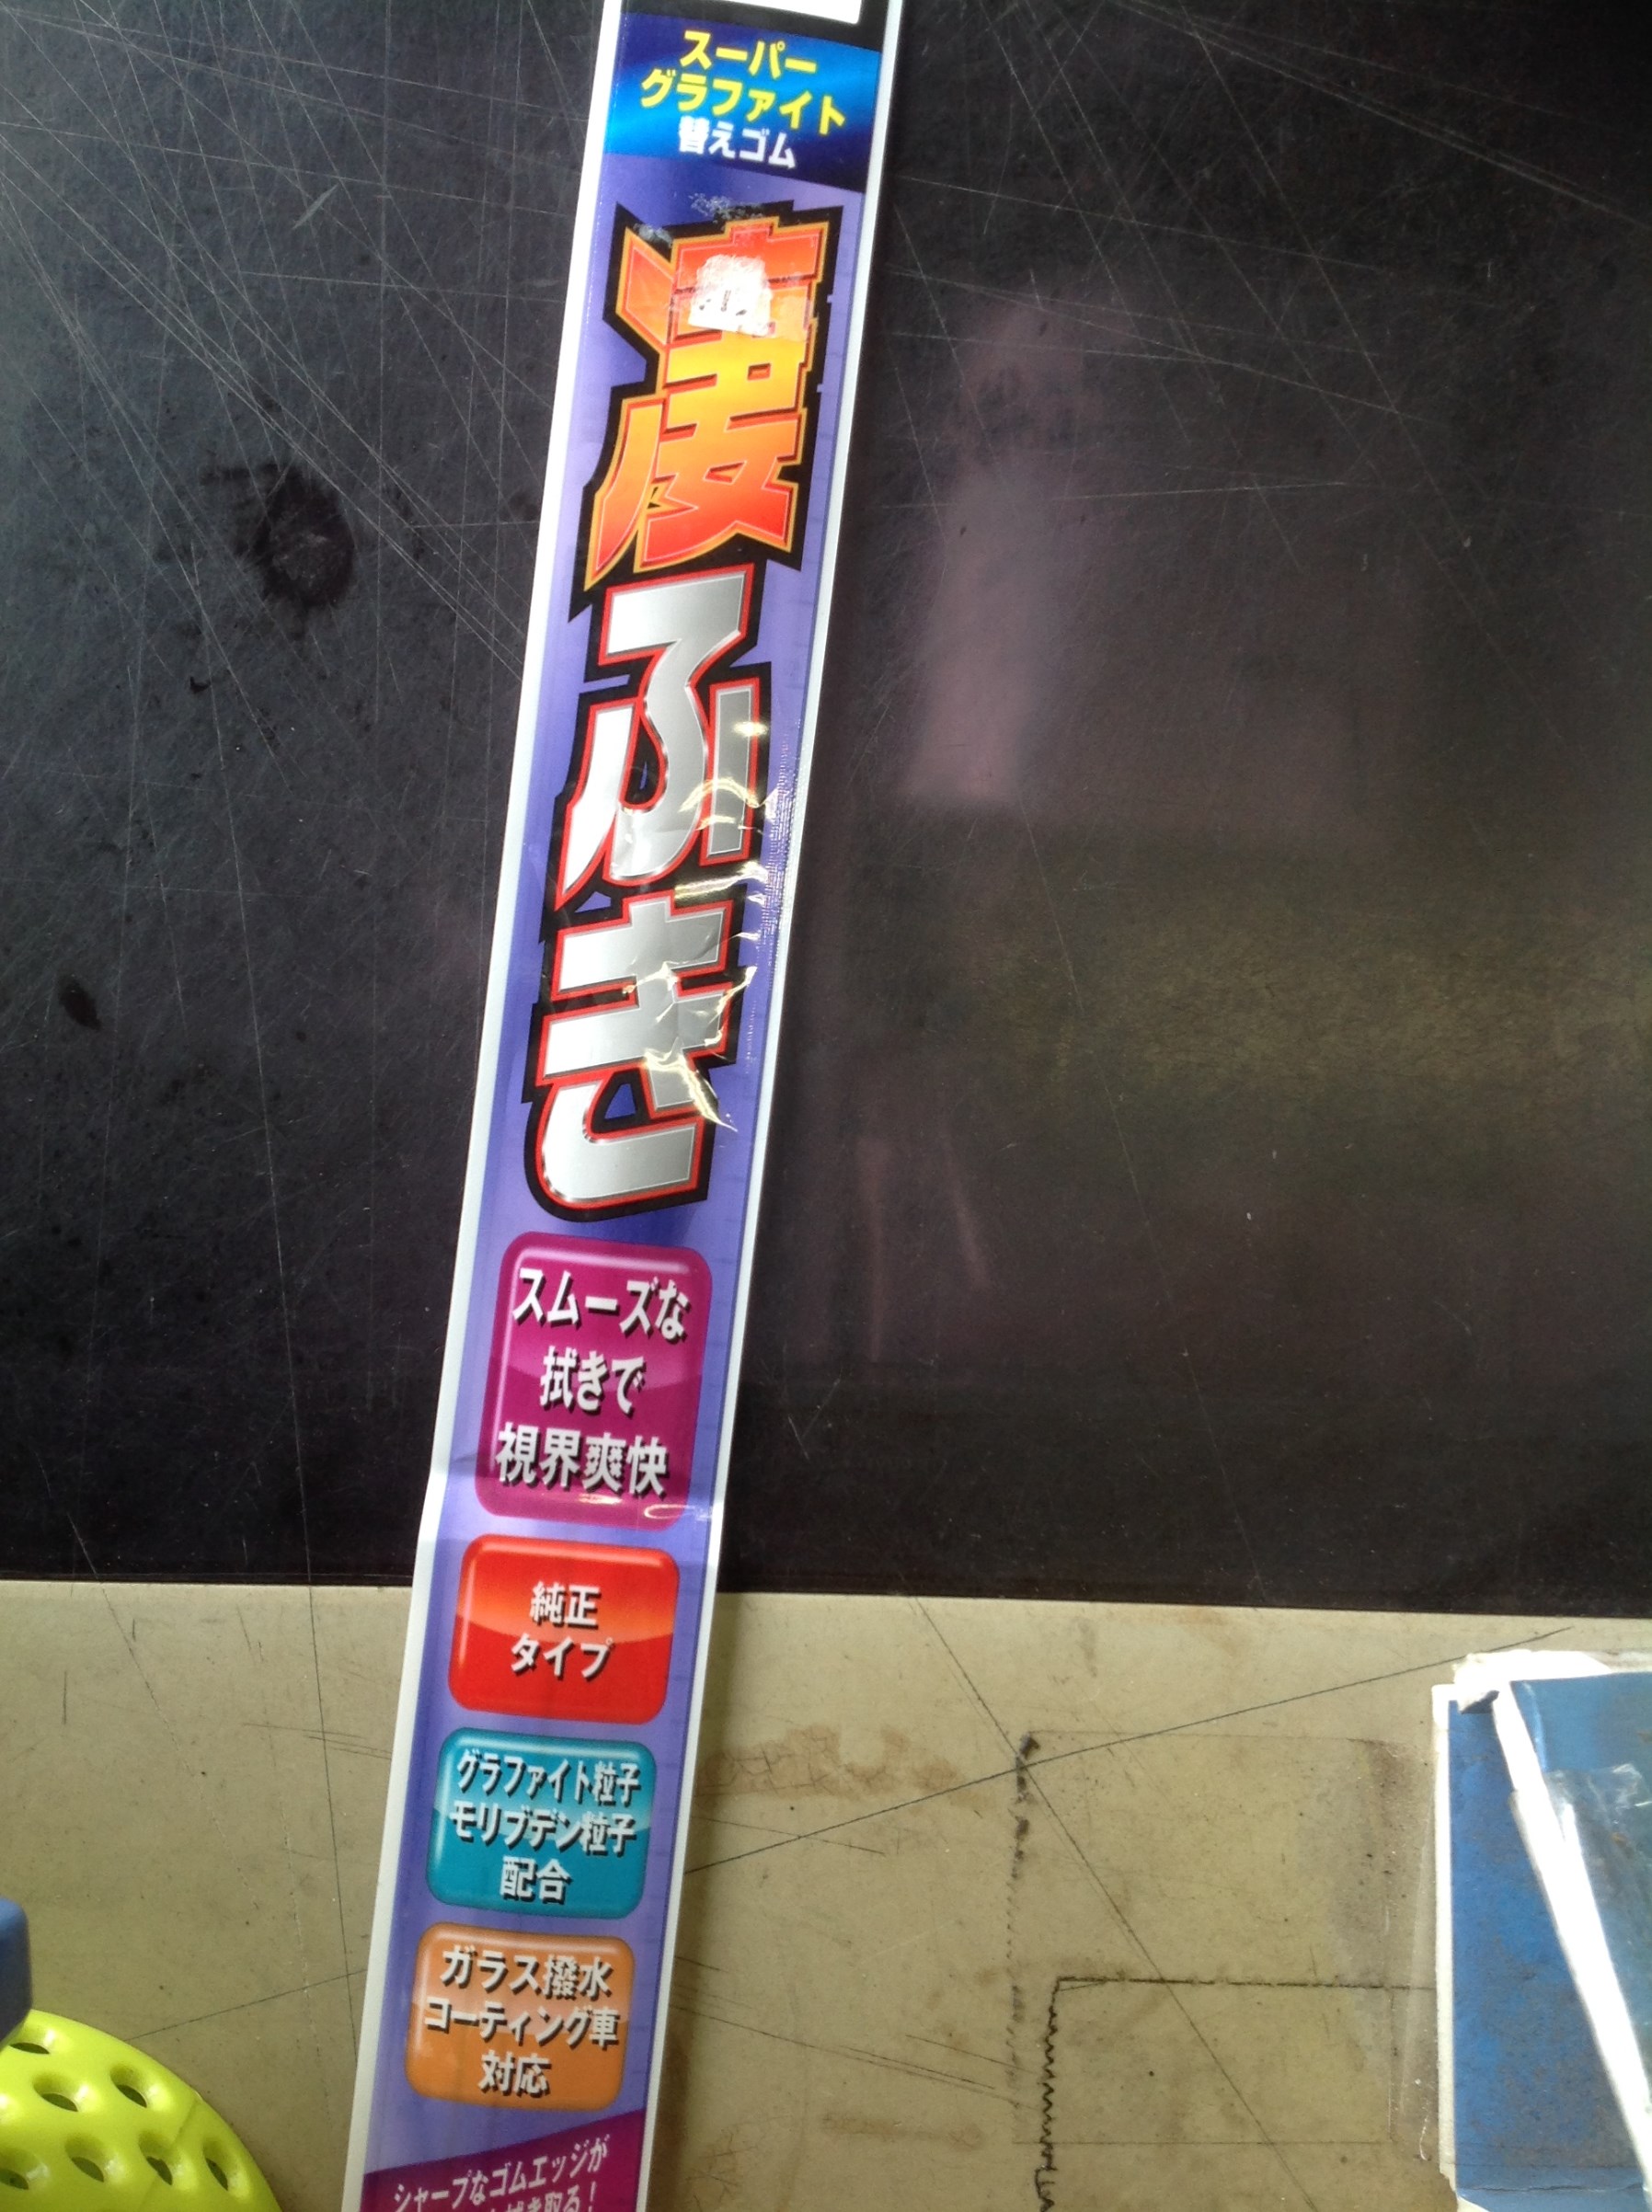 スーパー
グラファイト
替えゴム
凄ふき
スムーズな
拭きで
視界爽快
純正
タイプ
グラファイト粒子
モリブデン粒子
配合
ガラス撥水
コーティング車
対応
シャープなゴムエッジが
拭き取る!